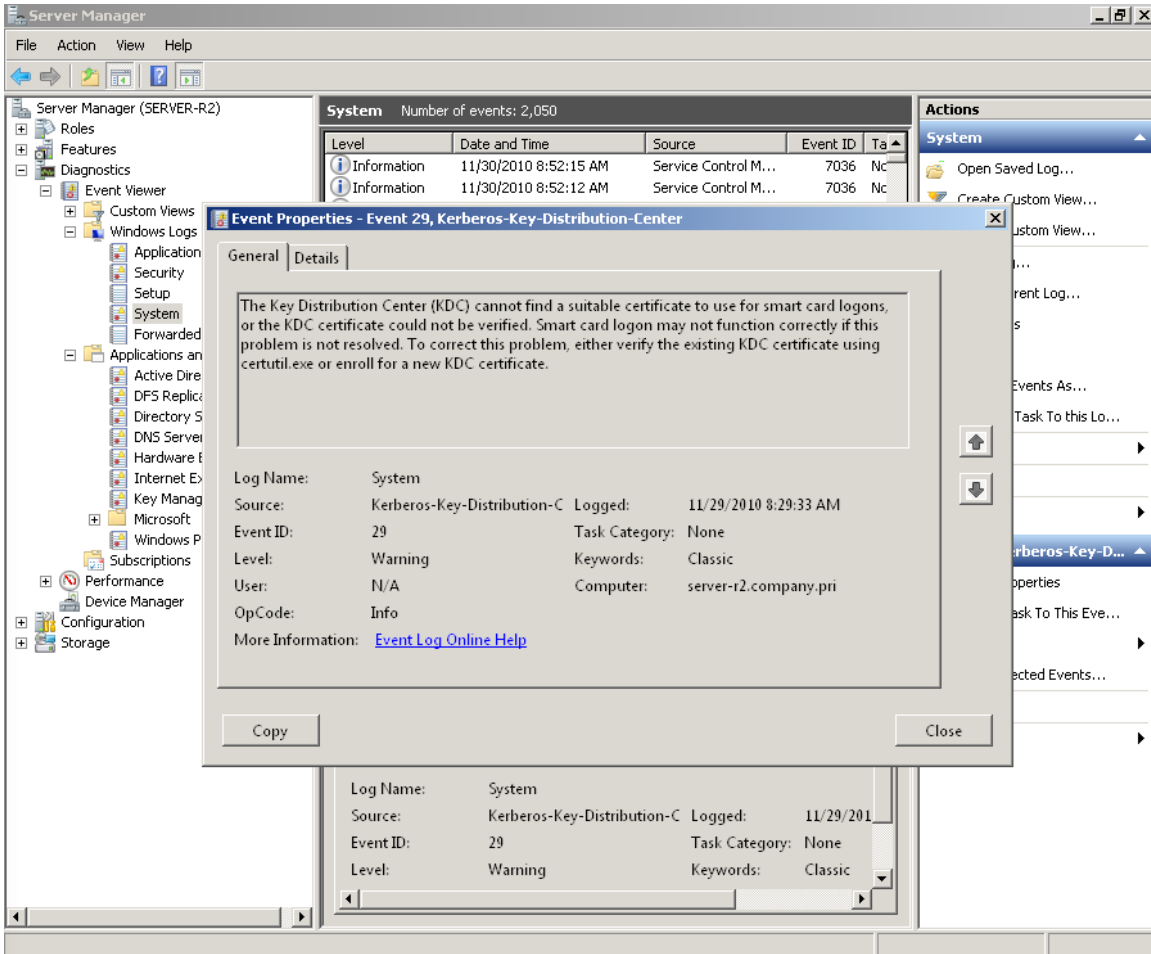 Server Manager
File Action View Help
Server Manager (SERVER-R2)
Roles
Features
Diagnostics
Event Viewer
Custom Views
Windows Logs
Application
Security
Setup
System
Forwarded
Applications an
Active Dire
DFS Replica
Directory S
DNS Server
Hardware E
Internet Ex
Key Manag
Microsoft
Windows P
Subscriptions
Performance
Device Manager
Configuration
Storage
System Number of events: 2,050
Level Date and Time Source Event ID Ta
Information 11/30/2010 8:52:15 AM Service Control M... 7036 Nc
Information 11/30/2010 8:52:12 AM Service Control M... 7036 Nc
Event Properties - Event 29, Kerberos-Key-Distribution-Center
General Details
The Key Distribution Center (KDC) cannot find a suitable certificate to use for smart card logons,
or the KDC certificate could not be verified. Smart card logon may not function correctly if this
problem is not resolved. To correct this problem, either verify the existing KDC certificate using
certutil.exe or enroll for a new KDC certificate.
Log Name: System
Source: Kerberos-Key-Distribution-C Logged: 11/29/2010 8:29:33 AM
Event ID: 29 Task Category: None
Level: Warning Keywords: Classic
User: N/A Computer: server-r2.company.pri
OpCode: Info
More Information: Event Log Online Help
Copy Close
Log Name: System
Source: Kerberos-Key-Distribution-C Logged: 11/29/201
Event ID: 29 Task Category: None
Level: Warning Keywords: Classic
Actions
System
Open Saved Log...
Create Custom View...
ustom View...
rent Log...
s
Events As...
Task To this Lo...
rberos-Key-D...
operties
ask To This Eve...
ected Events...